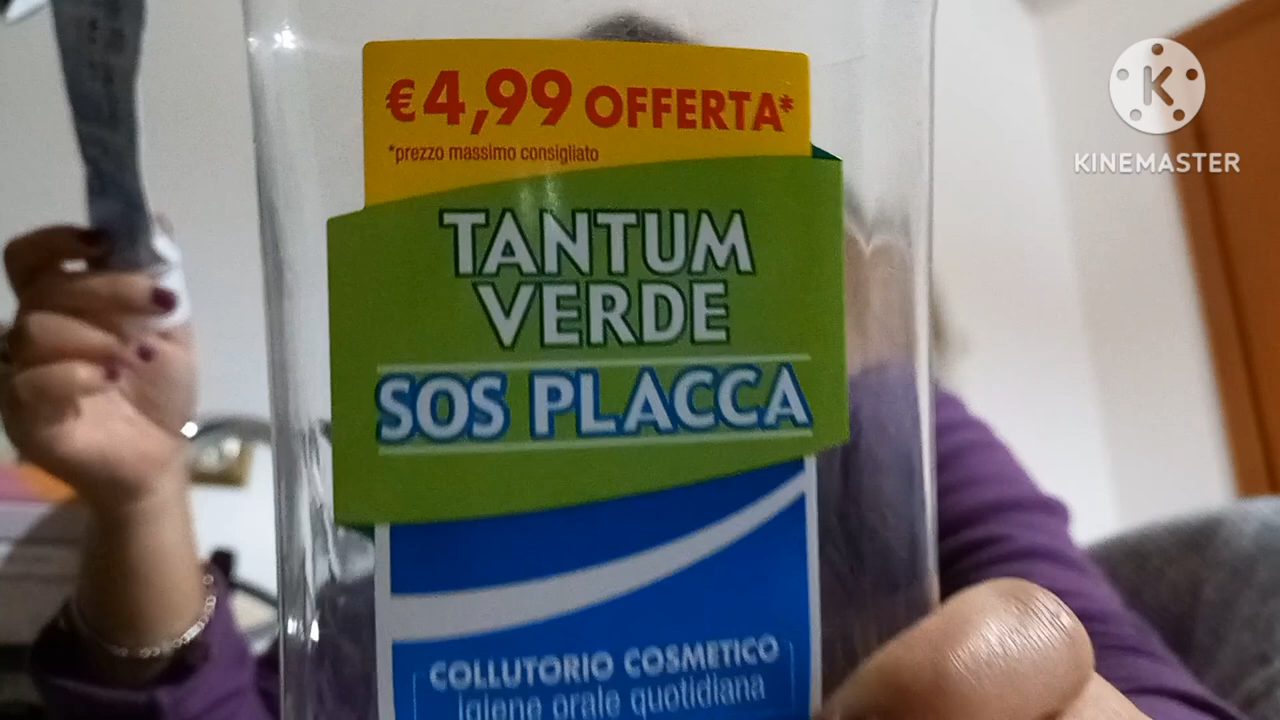 €4,99 OFFERTA*
*prezzo massimo consigliato
TANTUM
VERDE
SOS PLACCA
COLLUTORIO COSMETICO
igiene orale quotidiana
K
KINEMASTER